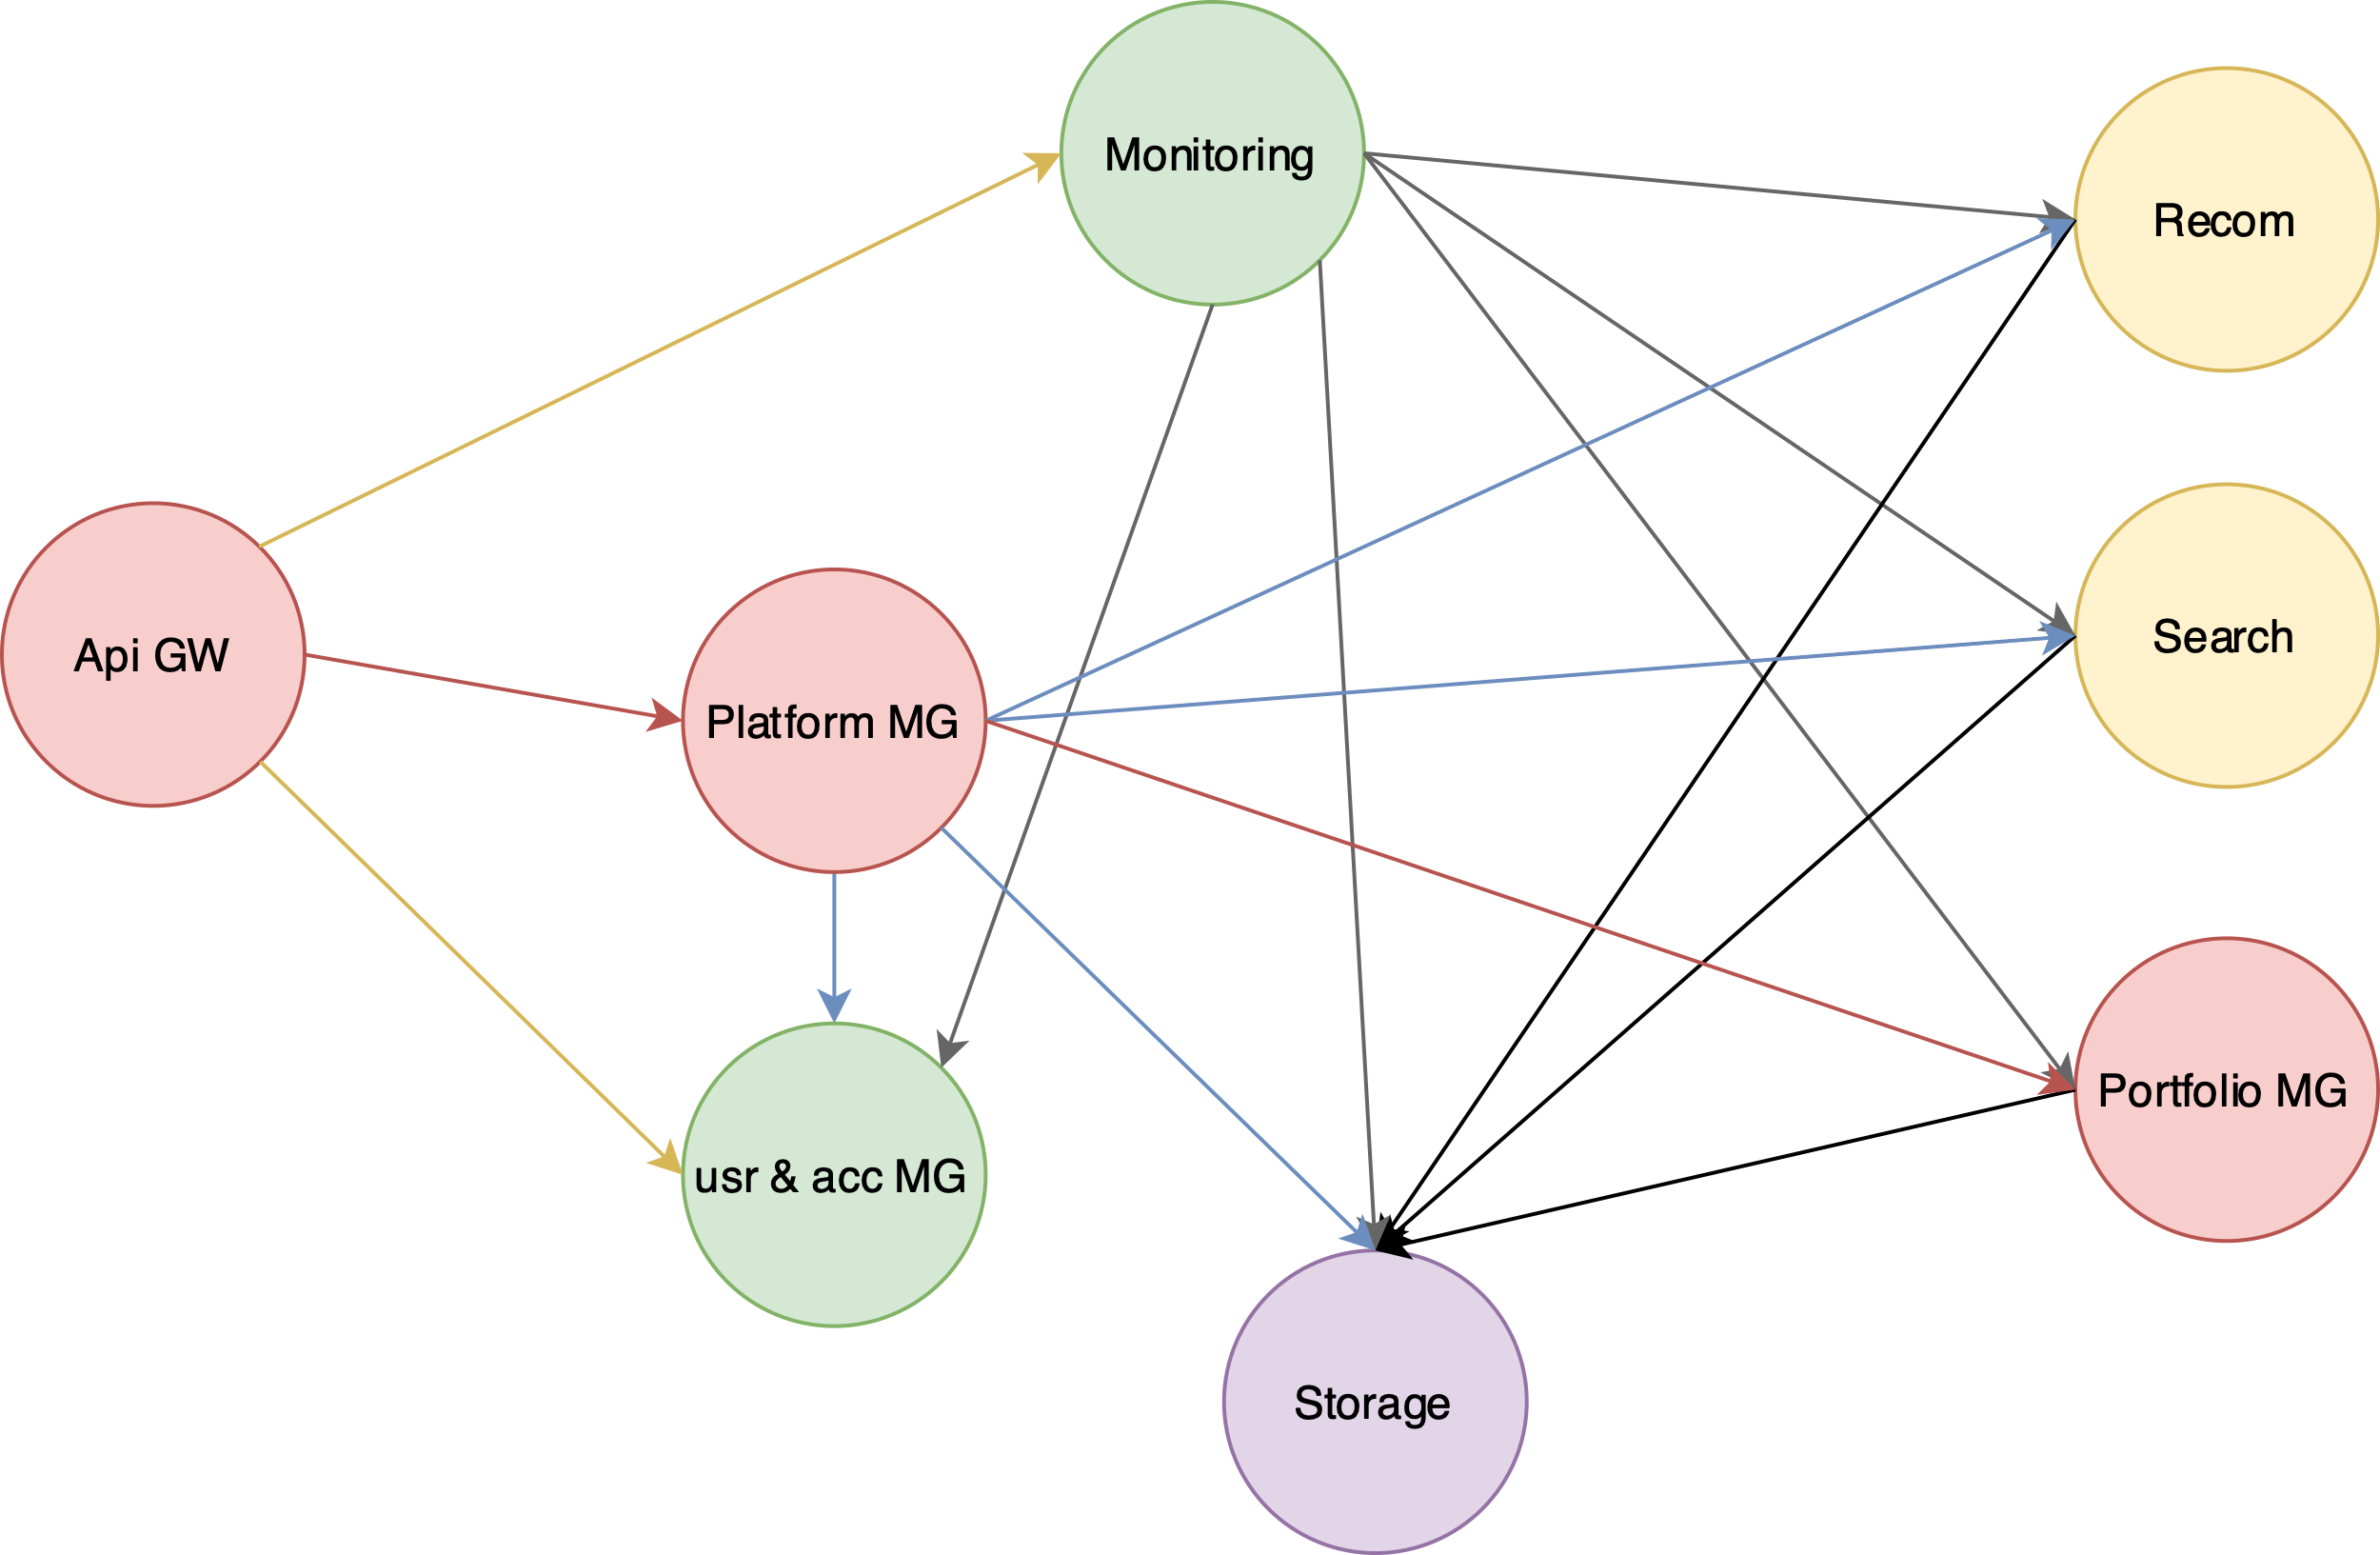 Monitoring
Recom
Api GW
Search
Platform MG
Portfolio MG
usr & acc MG
Storage